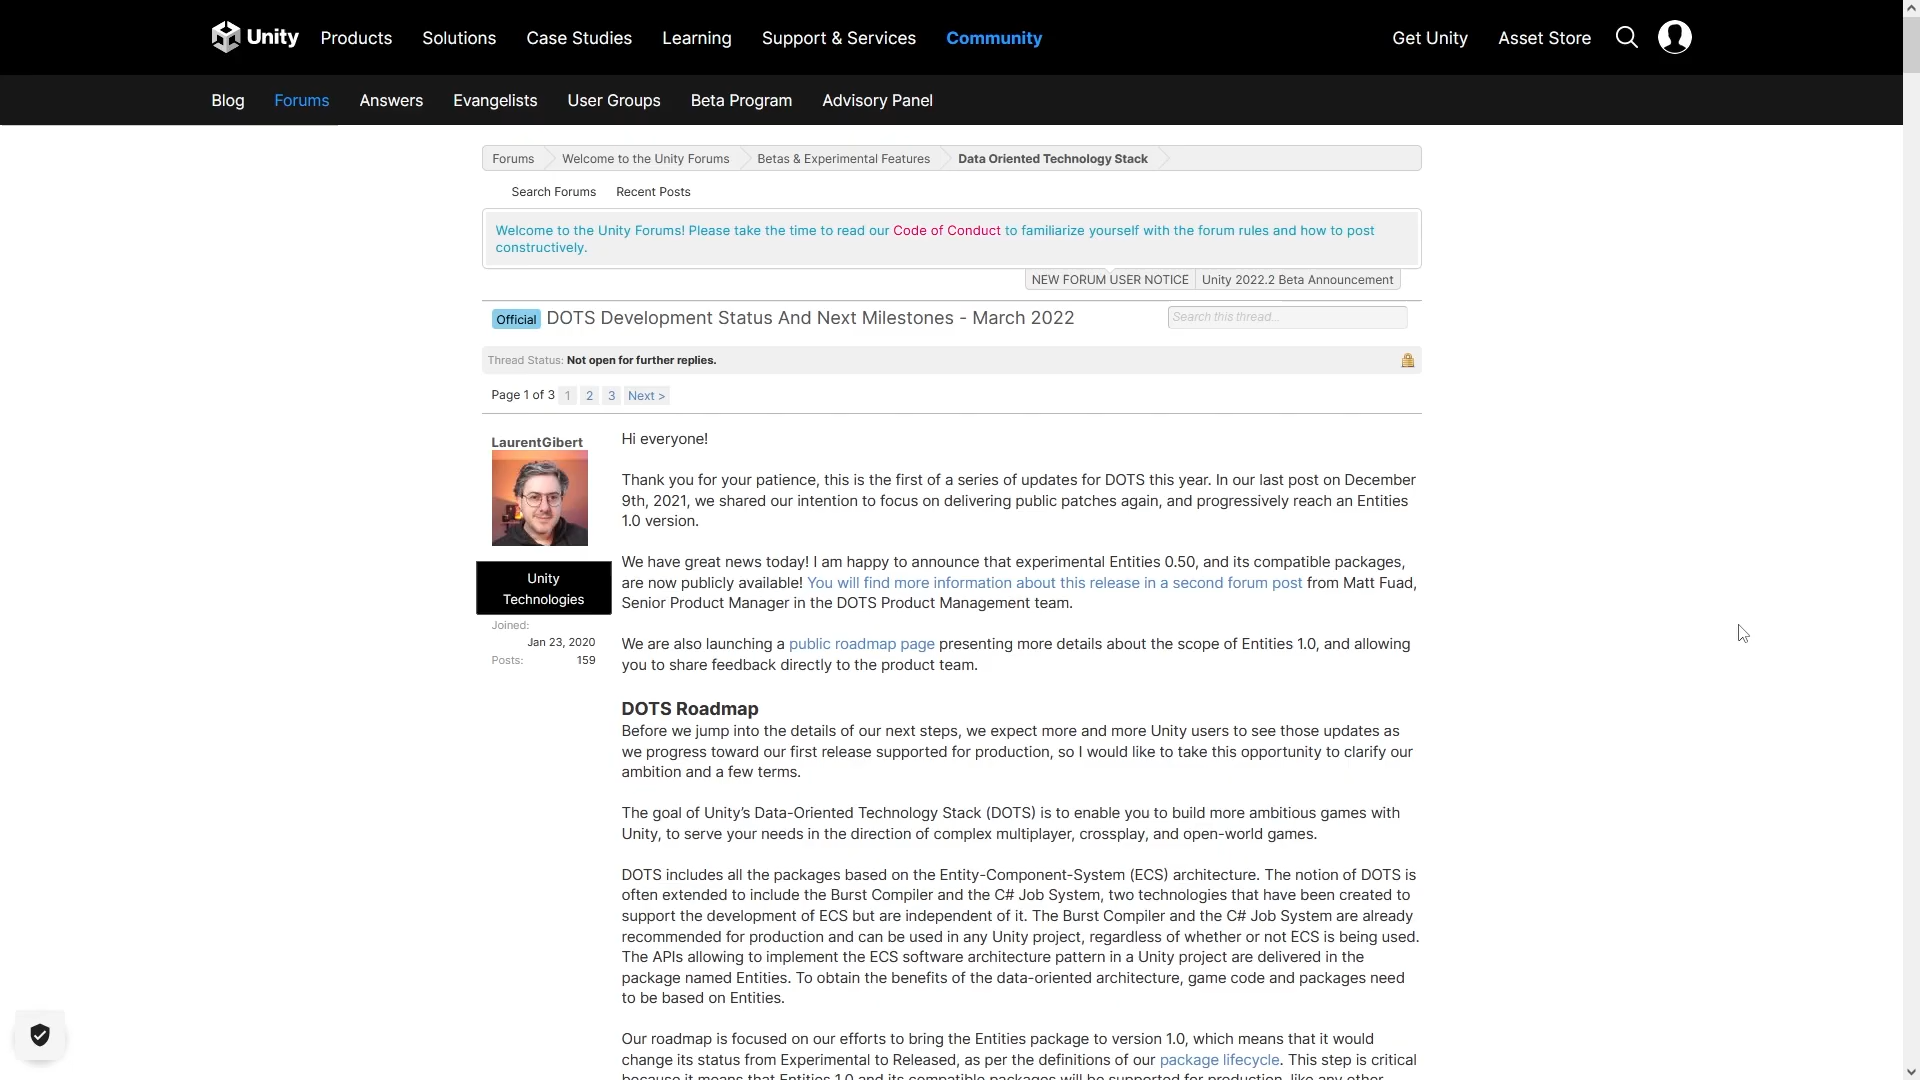 Unity Products Solutions Case Studies Learning Support & Services Community Get Unity Asset Store
Blog Forums Answers Evangelists User Groups Beta Program Advisory Panel
Forums Welcome to the Unity Forums Betas & Experimental Features Data Oriented Technology Stack
Search Forums Recent Posts
Welcome to the Unity Forums! Please take the time to read our Code of Conduct to familiarize yourself with the forum rules and how to post
constructively.
NEW FORUM USER NOTICE Unity 2022.2 Beta Announcement
Official DOTS Development Status And Next Milestones - March 2022
Search this thread...
Thread Status: Not open for further replies.
Page 1 of 3 1 2 3 Next >
LaurentGibert
Unity
Technologies
Joined:
Jan 23, 2020
Posts: 159
Hi everyone!
Thank you for your patience, this is the first of a series of updates for DOTS this year. In our last post on December
9th, 2021, we shared our intention to focus on delivering public patches again, and progressively reach an Entities
1.0 version.
We have great news today! I am happy to announce that experimental Entities 0.50, and its compatible packages,
are now publicly available! You will find more information about this release in a second forum post from Matt Fuad,
Senior Product Manager in the DOTS Product Management team.
We are also launching a public roadmap page presenting more details about the scope of Entities 1.0, and allowing
you to share feedback directly to the product team.
DOTS Roadmap
Before we jump into the details of our next steps, we expect more and more Unity users to see those updates as
we progress toward our first release supported for production, so I would like to take this opportunity to clarify our
ambition and a few terms.
The goal of Unity’s Data-Oriented Technology Stack (DOTS) is to enable you to build more ambitious games with
Unity, to serve your needs in the direction of complex multiplayer, crossplay, and open-world games.
DOTS includes all the packages based on the Entity-Component-System (ECS) architecture. The notion of DOTS is
often extended to include the Burst Compiler and the C# Job System, two technologies that have been created to
support the development of ECS but are independent of it. The Burst Compiler and the C# Job System are already
recommended for production and can be used in any Unity project, regardless of whether or not ECS is being used.
The APIs allowing to implement the ECS software architecture pattern in a Unity project are delivered in the
package named Entities. To obtain the benefits of the data-oriented architecture, game code and packages need
to be based on Entities.
Our roadmap is focused on our efforts to bring the Entities package to version 1.0, which means that it would
change its status from Experimental to Released, as per the definitions of our package lifecycle. This step is critical
because it means that Entities 1.0 and its compatible packages will be supported for production, like any other